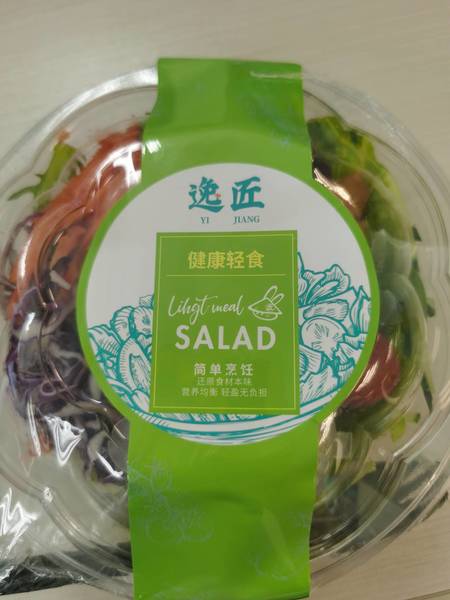 逸匠
YI JIANG
健康轻食
Lihgt meal
SALAD
简单烹饪
还原食材本味
营养均衡 轻盈无负担